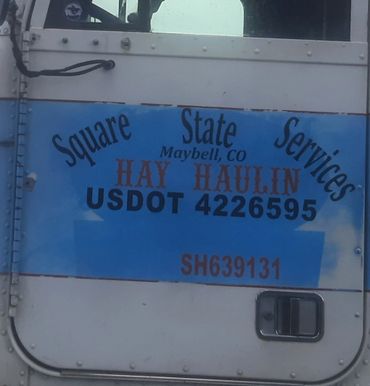 Square State Services
Maybell, CO
HAY HAULIN
USDOT 4226595
SH639131